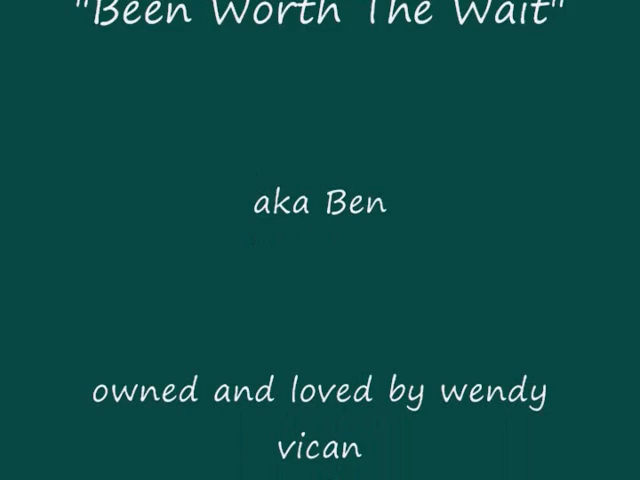 "Been Worth The Wait"
aka Ben
owned and loved by wendy
vican